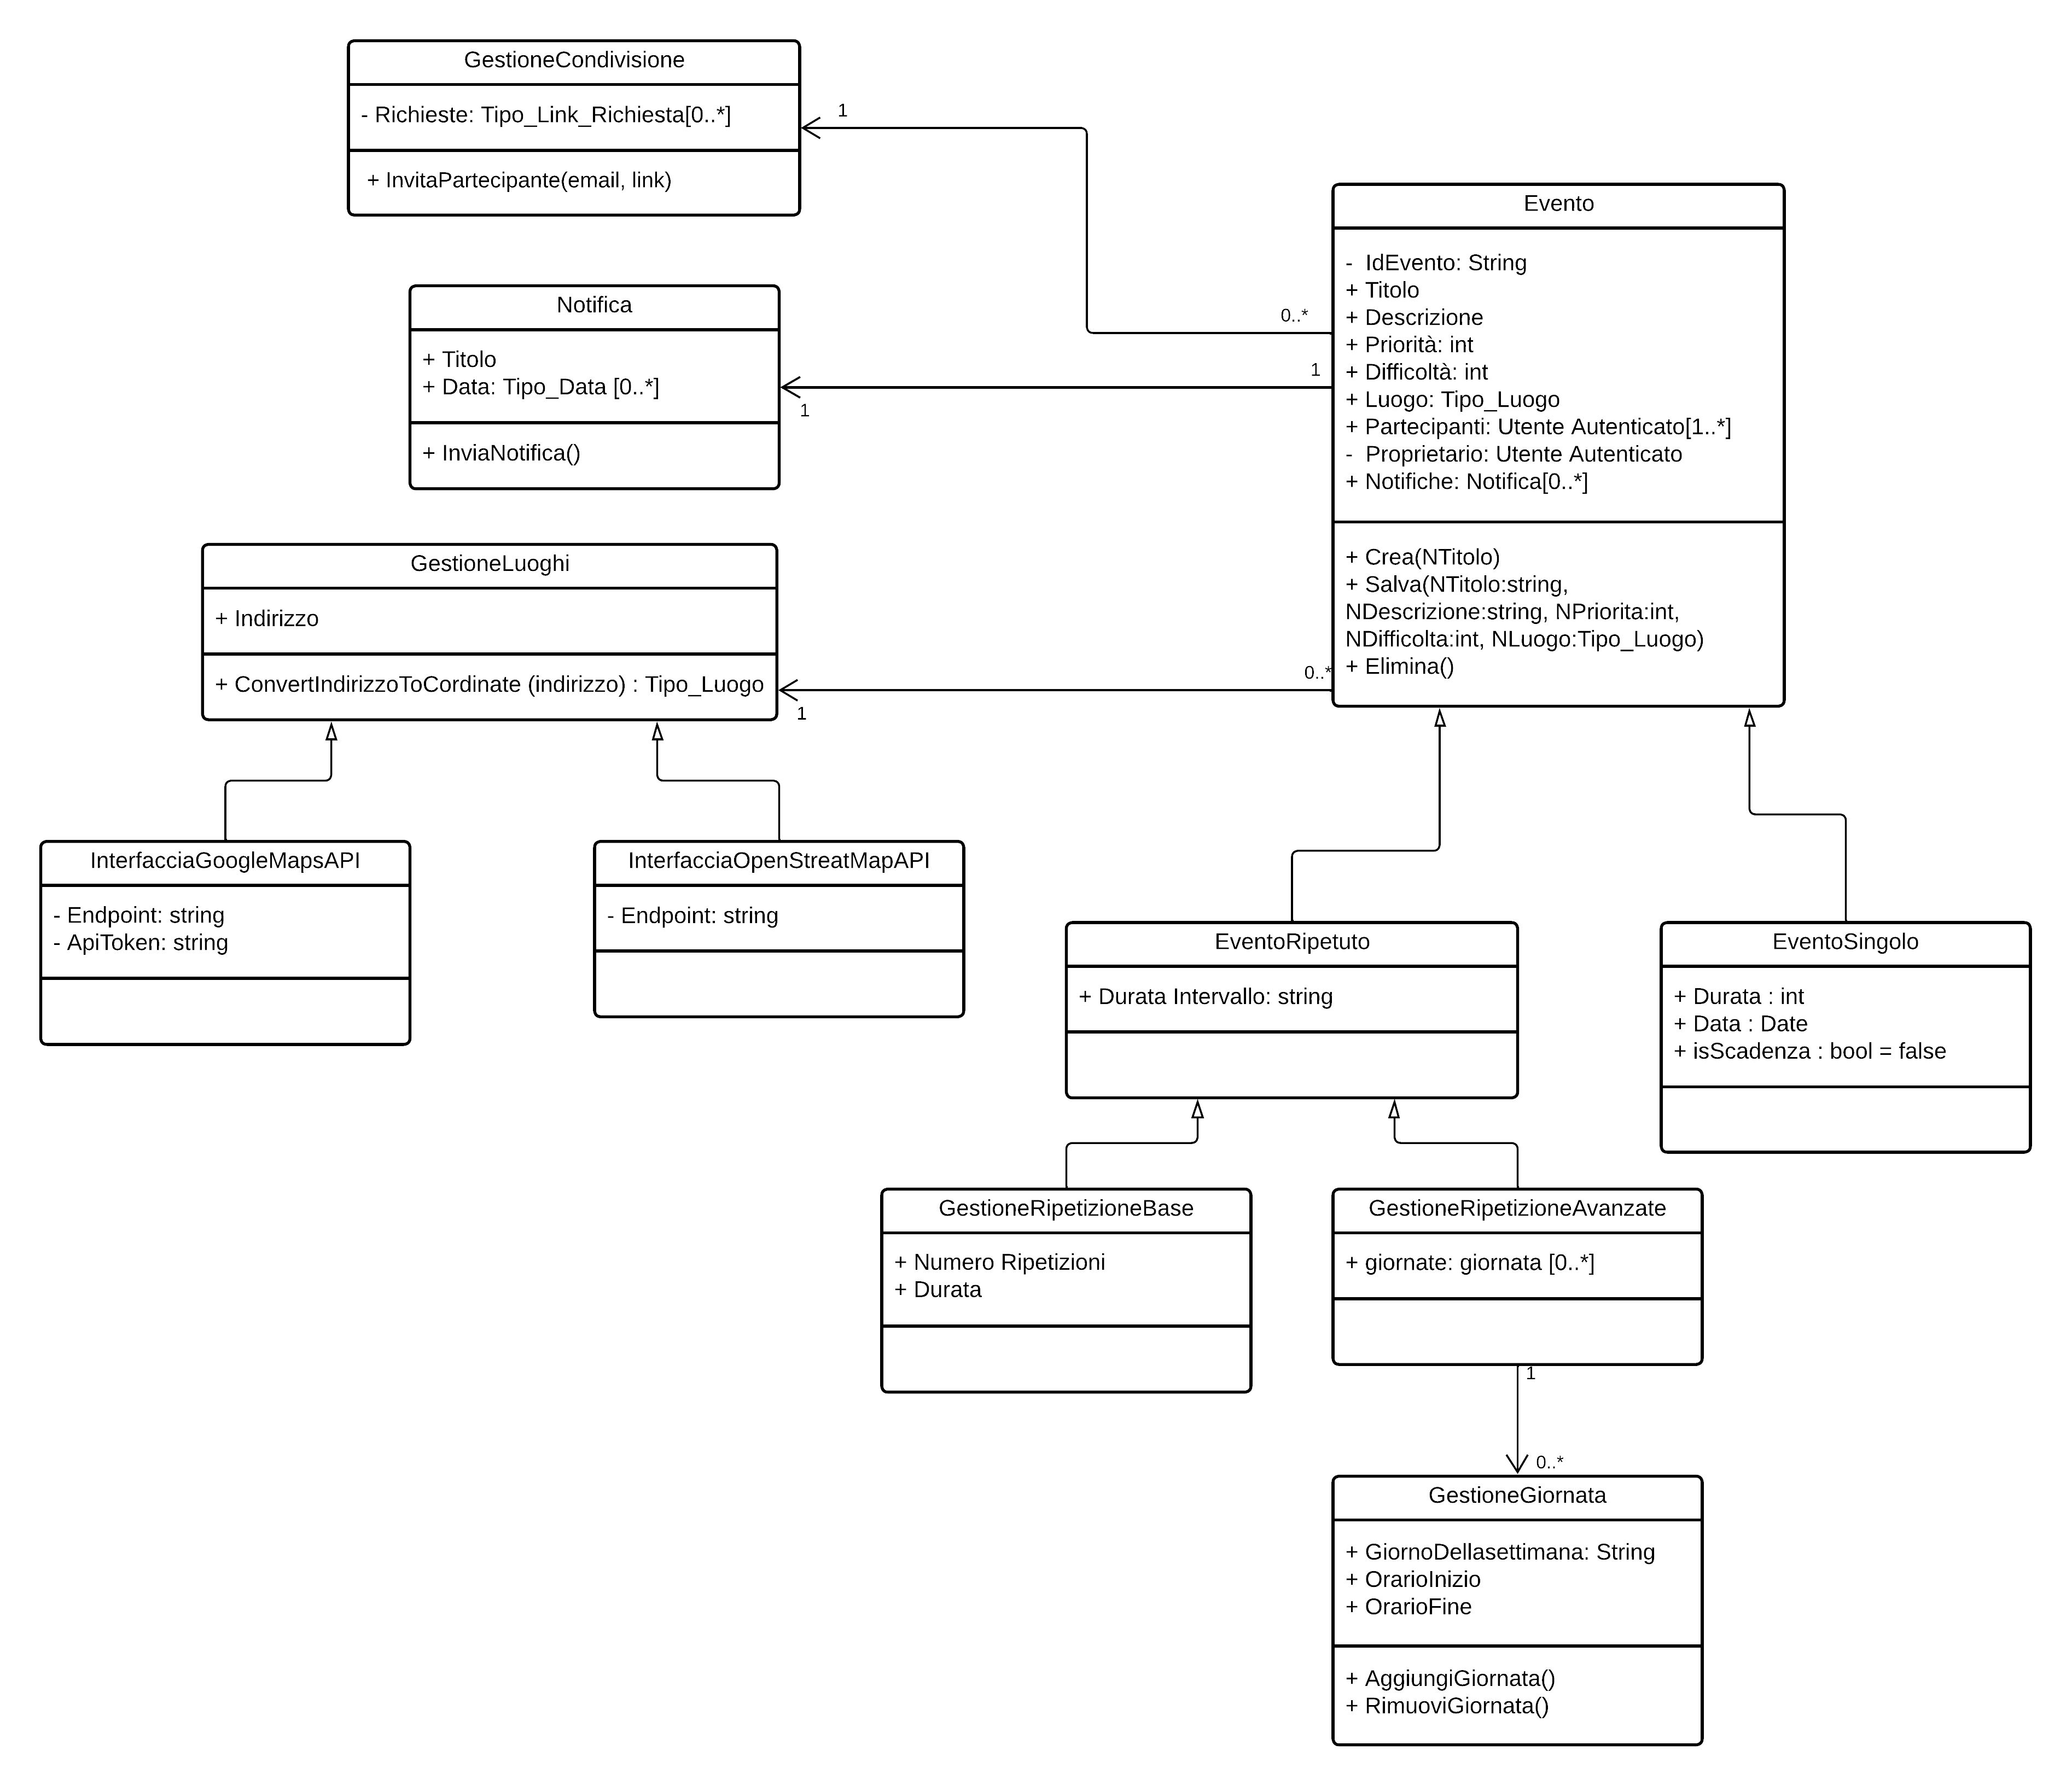 GestioneCondivisione
- Richieste: Tipo_Link_Richiesta[0..*]
+ InvitaPartecipante(email, link)
1
0..*
Evento
-  IdEvento: String
+ Titolo
+ Descrizione
+ Priorità: int
+ Difficoltà: int
+ Luogo: Tipo_Luogo
+ Partecipanti: Utente Autenticato[1..*]
-  Proprietario: Utente Autenticato
+ Notifiche: Notifica[0..*]
+ Crea(NTitolo)
+ Salva(NTitolo:string,
NDescrizione:string, NPriorita:int,
NDifficolta:int, NLuogo:Tipo_Luogo)
+ Elimina()
Notifica
+ Titolo
+ Data: Tipo_Data [0..*]
+ InviaNotifica()
1
1
GestioneLuoghi
+ Indirizzo
+ ConvertIndirizzoToCordinate (indirizzo) : Tipo_Luogo
1
0..*
InterfacciaGoogleMapsAPI
- Endpoint: string
- ApiToken: string
InterfacciaOpenStreatMapAPI
- Endpoint: string
EventoRipetuto
+ Durata Intervallo: string
EventoSingolo
+ Durata : int
+ Data : Date
+ isScadenza : bool = false
GestioneRipetizioneBase
+ Numero Ripetizioni
+ Durata
GestioneRipetizioneAvanzate
+ giornate: giornata [0..*]
1
0..*
GestioneGiornata
+ GiornoDellasettimana: String
+ OrarioInizio
+ OrarioFine
+ AggiungiGiornata()
+ RimuoviGiornata()